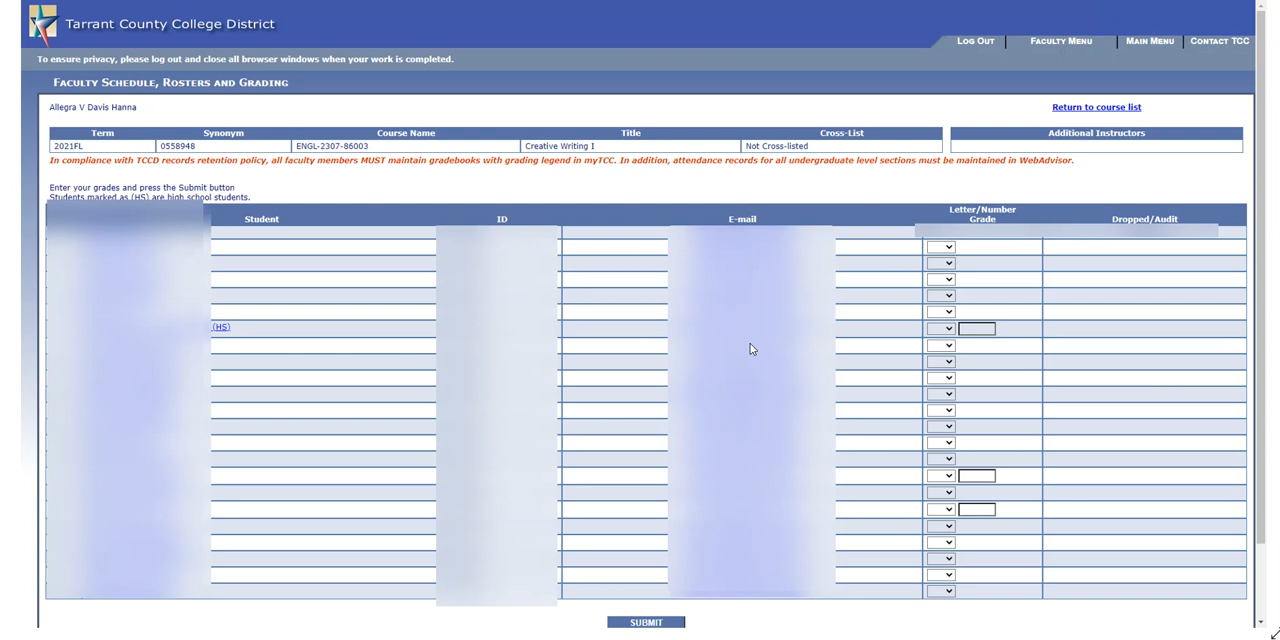 Tarrant County College District
LOG OUT FACULTY MENU MAIN MENU CONTACT TCC
To ensure privacy, please log out and close all browser windows when your work is completed.
FACULTY SCHEDULE, ROSTERS AND GRADING
Allegra V Davis Hanna Return to course list
Term Synonym Course Name Title Cross-List Additional Instructors
2021FL 0558948 ENGL-2307-86003 Creative Writing I Not Cross-listed
In compliance with TCCD records retention policy, all faculty members MUST maintain gradebooks with grading legend in myTCC. In addition, attendance records for all undergraduate level sections must be maintained in WebAdvisor.
Enter your grades and press the Submit button
Students marked as (HS) are high school students.
Student ID E-mail Letter/Number Grade Dropped/Audit
(HS)
SUBMIT